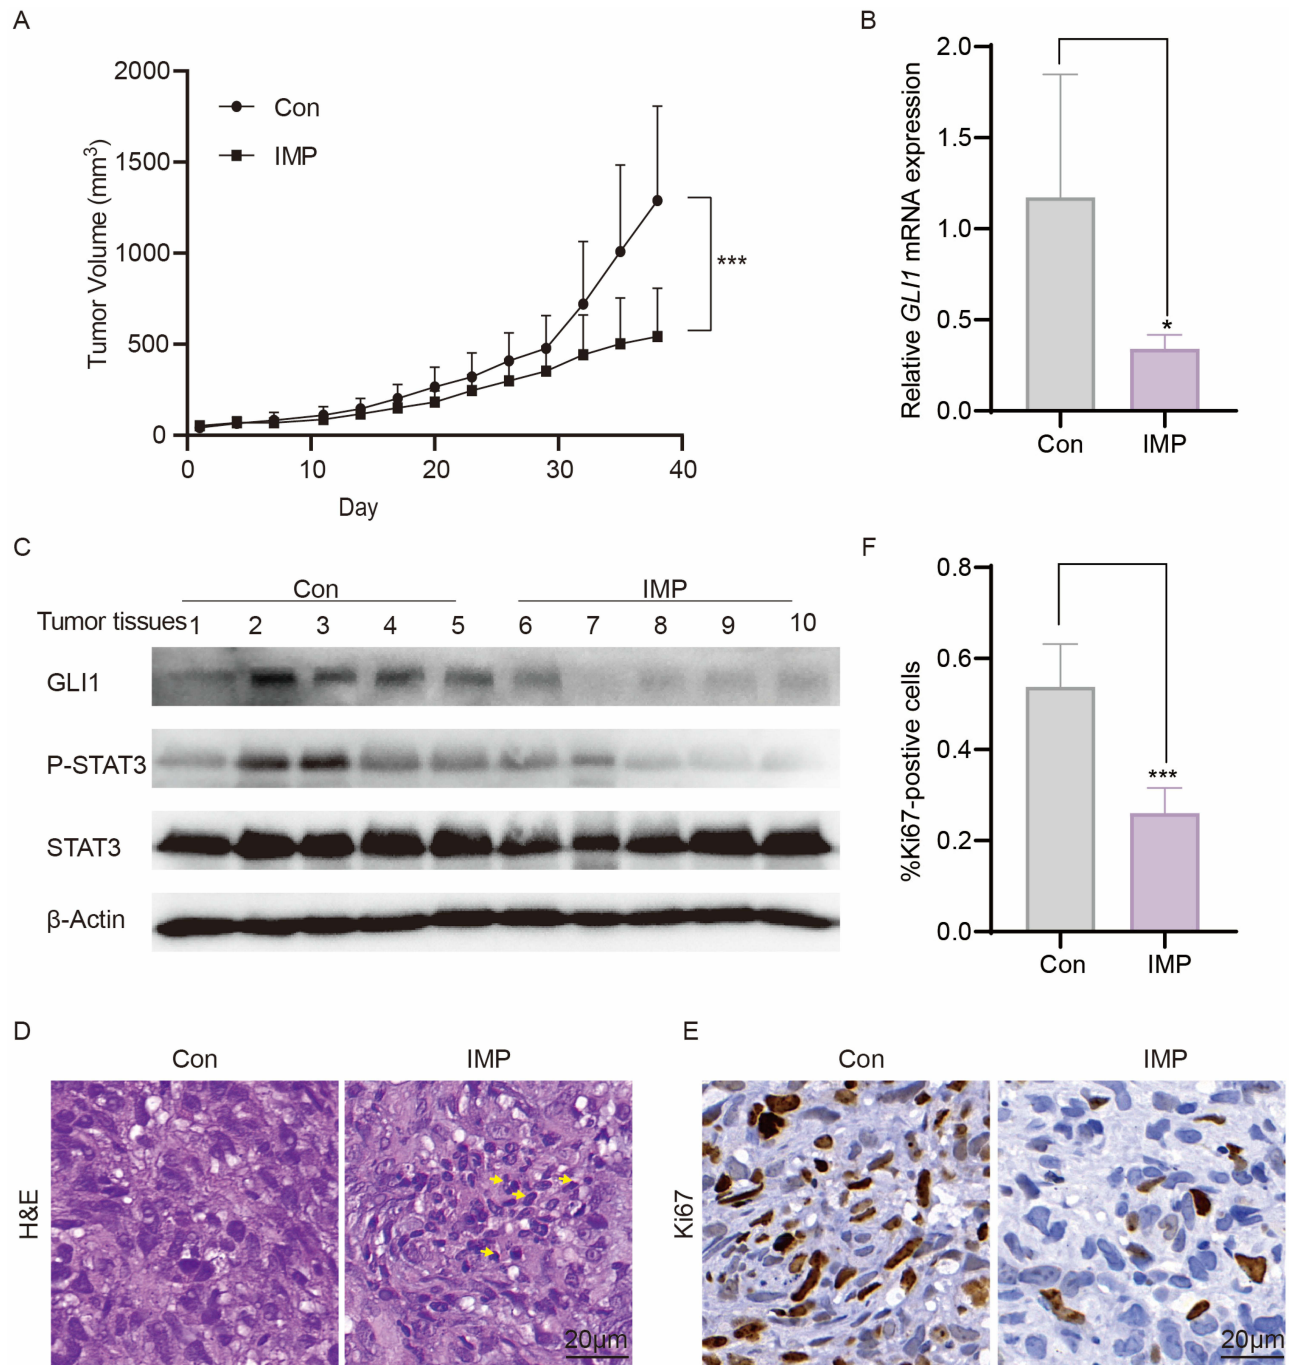 A
Tumor Volume (mm³)
2000
1500
1000
500
0
0 10 20 30 40
Day
Con
IMP
***
B
Relative GLI1 mRNA expression
2.0
1.5
1.0
0.5
0.0
*
Con IMP
C
Con IMP
Tumor tissues 1 2 3 4 5 6 7 8 9 10
GLI1
P-STAT3
STAT3
β-Actin
F
%Ki67-postive cells
0.8
0.6
0.4
0.2
0.0
***
Con IMP
D
Con IMP
H&E
20μm
E
Con IMP
Ki67
20μm